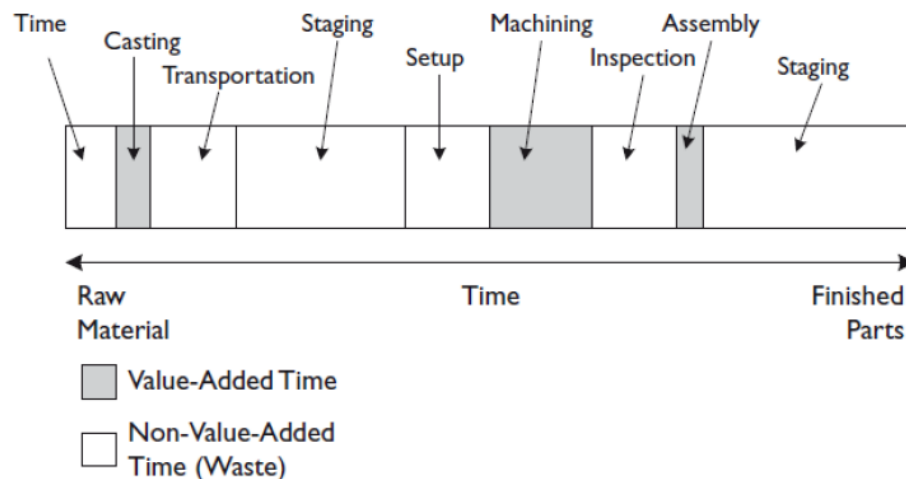 Time
Casting
Transportation
Staging
Setup
Machining
Inspection
Assembly
Staging
Raw
Material
Time
Finished
Parts
Value-Added Time
Non-Value-Added
Time (Waste)